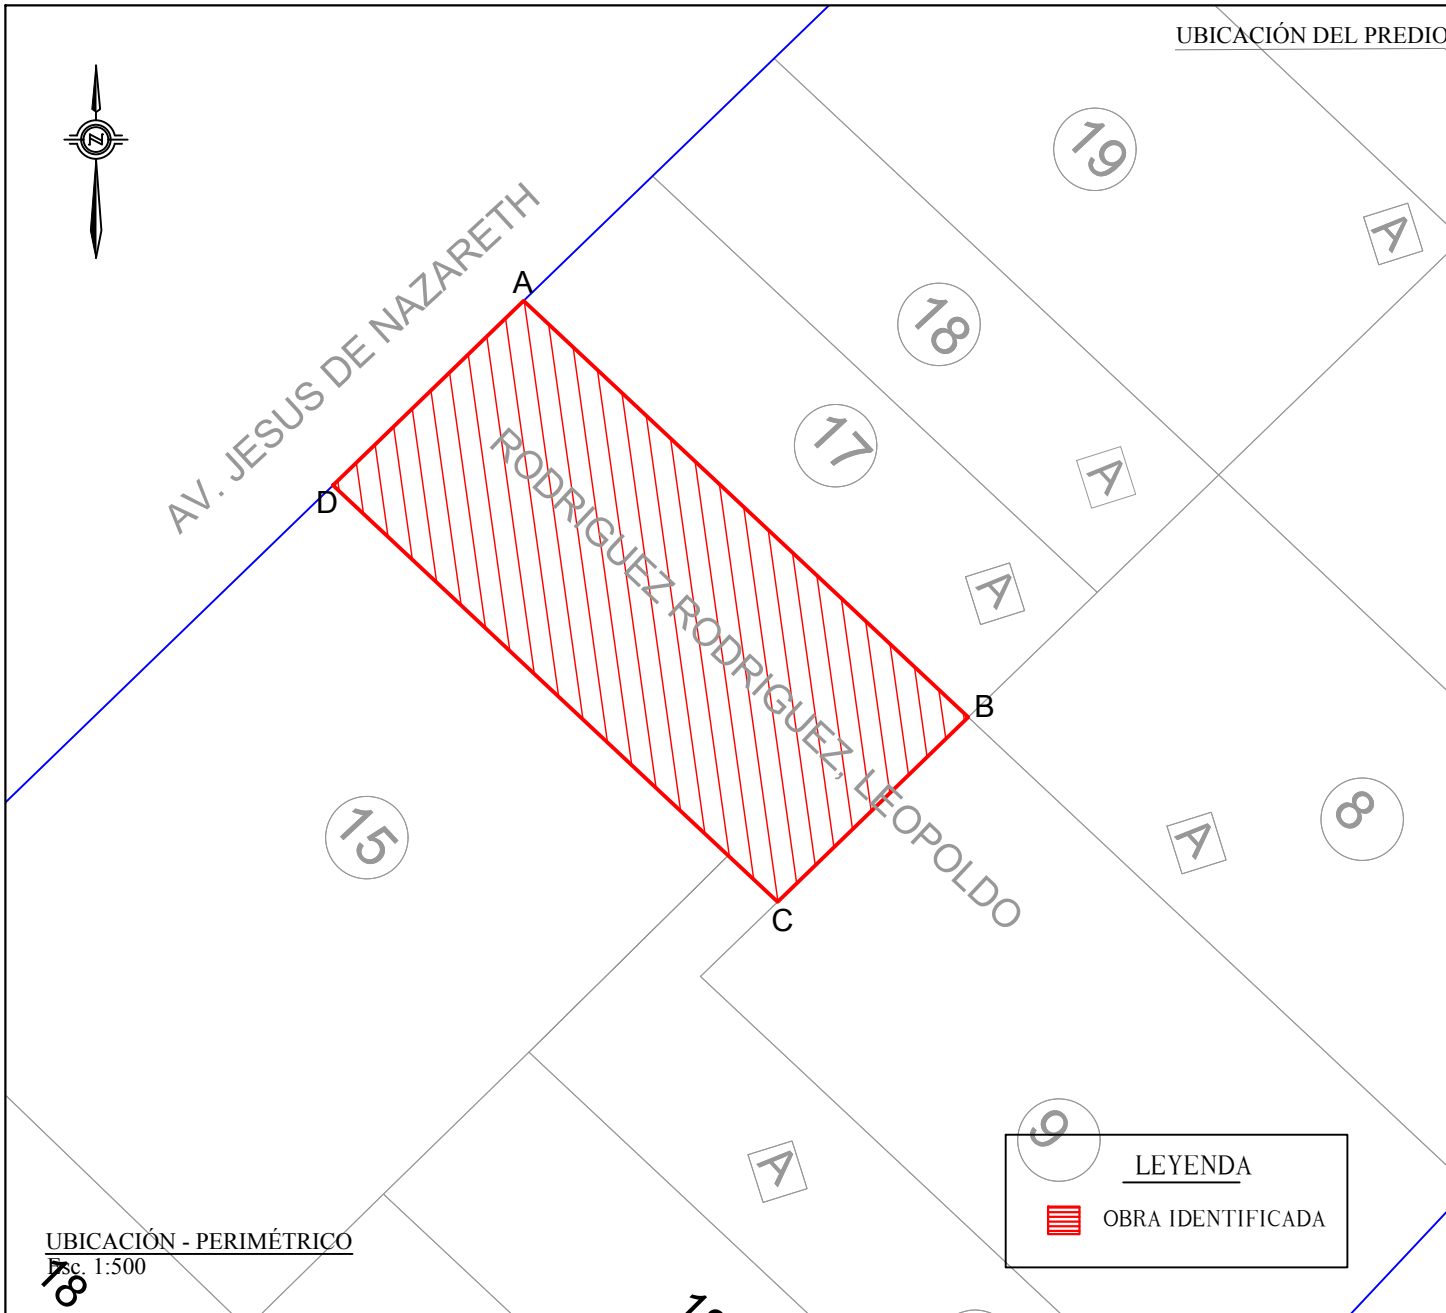 UBICACIÓN DEL PREDIO
N
19
A
AV. JESUS DE NAZARETH
A
18
17
A
D
RODRIGUEZ RODRIGUEZ, LEOPOLDO
A
B
15
A
8
C
9
A
LEYENDA
OBRA IDENTIFICADA
UBICACIÓN - PERIMÉTRICO
Esc. 1:500
18